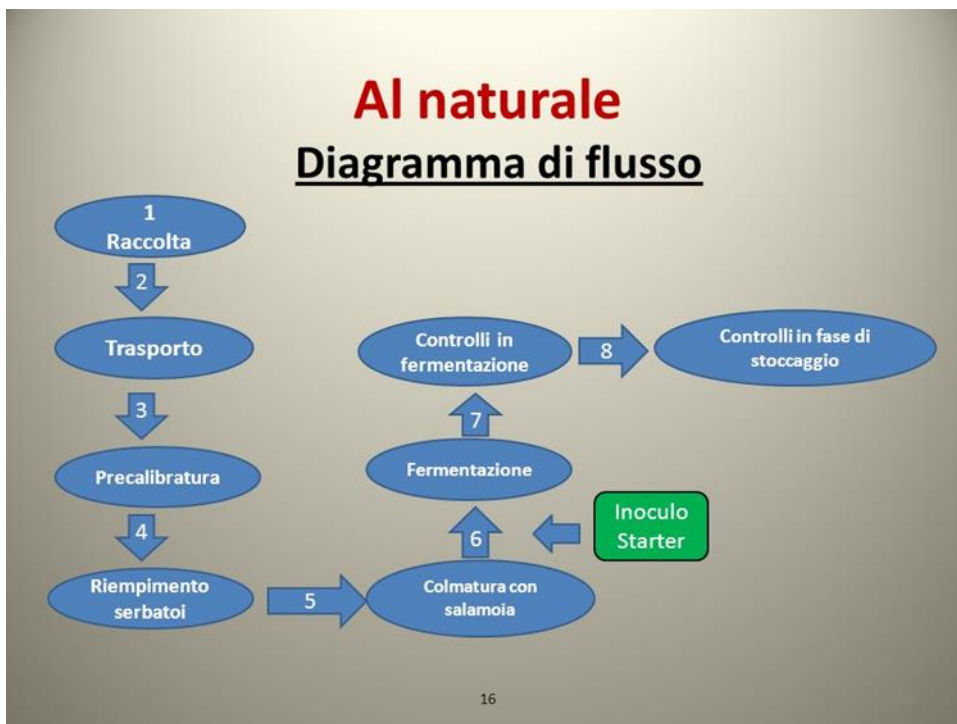 Al naturale
Diagramma di flusso
1
Raccolta
2
Trasporto
3
Precalibratura
4
Riempimento
serbatoi
5
Colmatura con
salamoia
6
Inoculo
Starter
Fermentazione
7
Controlli in
fermentazione
8
Controlli in fase di
stoccaggio
16